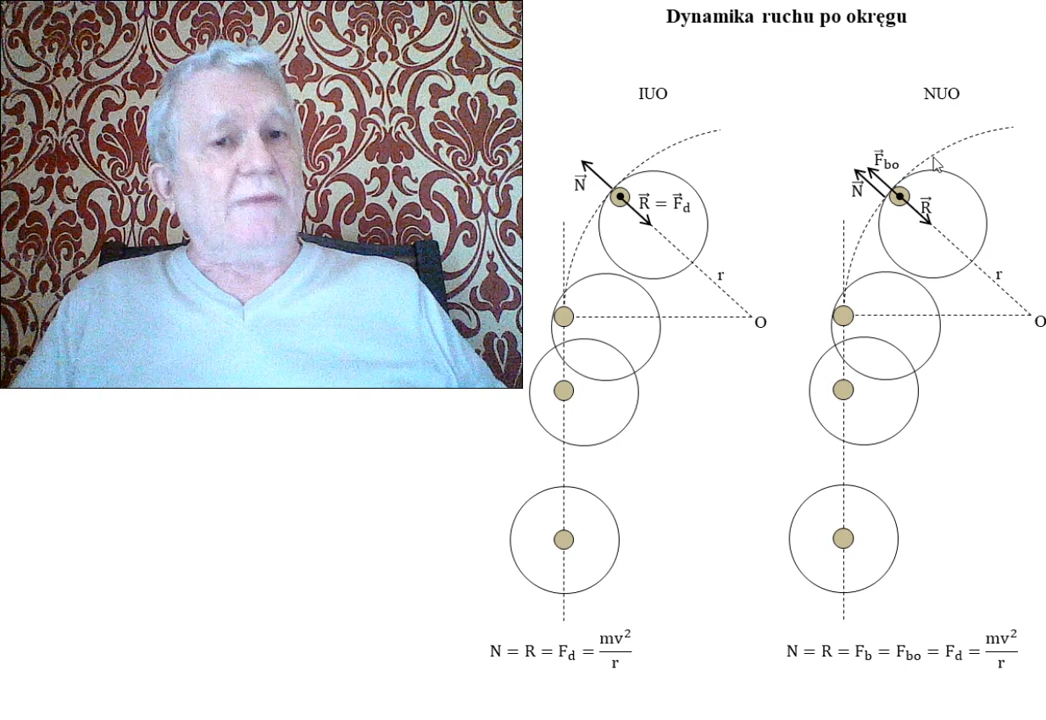 Dynamika ruchu po okręgu
IUO
N⃗
R⃗ = F⃗d
r
O
N = R = Fd = mv²/r
NUO
F⃗bo
N⃗
R⃗
r
O
N = R = Fb = Fbo = Fd = mv²/r